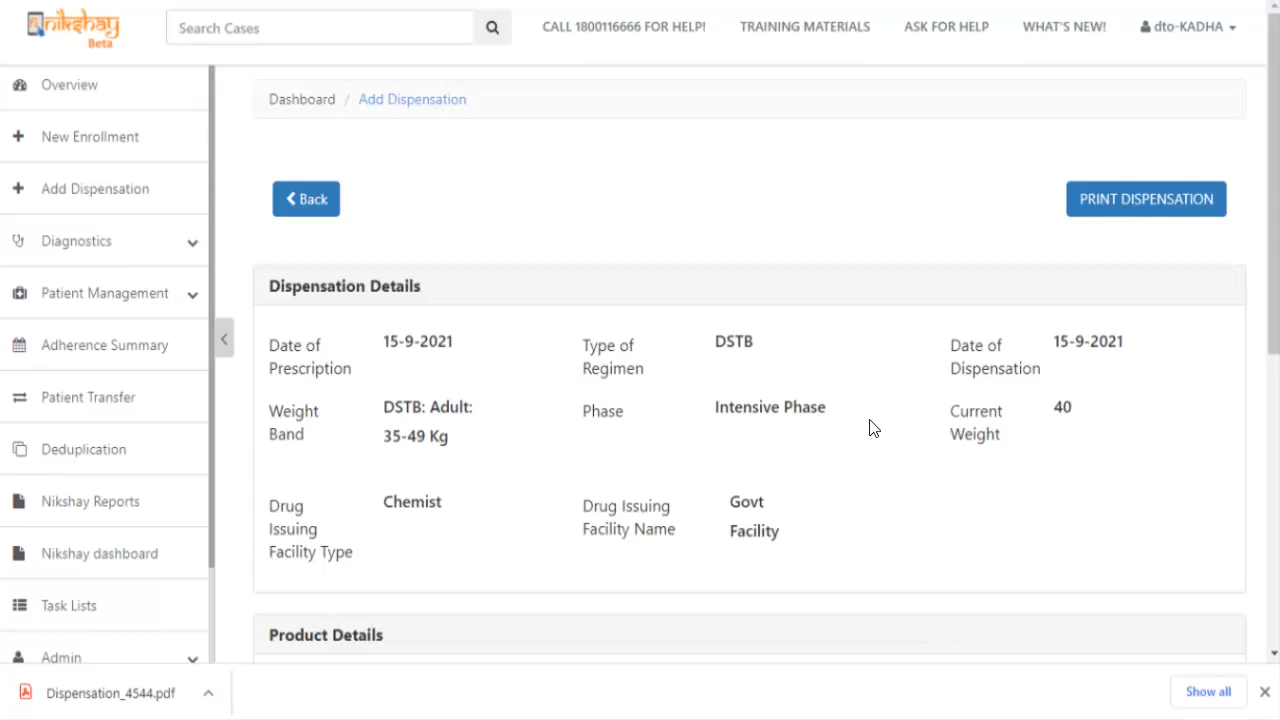 nikshay
Beta
Search Cases
CALL 1800116666 FOR HELP!
TRAINING MATERIALS
ASK FOR HELP
WHAT'S NEW!
dto-KADHA
Overview
New Enrollment
Add Dispensation
Diagnostics
Patient Management
Adherence Summary
Patient Transfer
Deduplication
Nikshay Reports
Nikshay dashboard
Task Lists
Admin
Dashboard / Add Dispensation
Back
PRINT DISPENSATION
Dispensation Details
Date of
Prescription
15-9-2021
Type of
Regimen
DSTB
Date of
Dispensation
15-9-2021
Weight
Band
DSTB: Adult:
35-49 Kg
Phase
Intensive Phase
Current
Weight
40
Drug
Issuing
Facility Type
Chemist
Drug Issuing
Facility Name
Govt
Facility
Product Details
Dispensation_4544.pdf
Show all